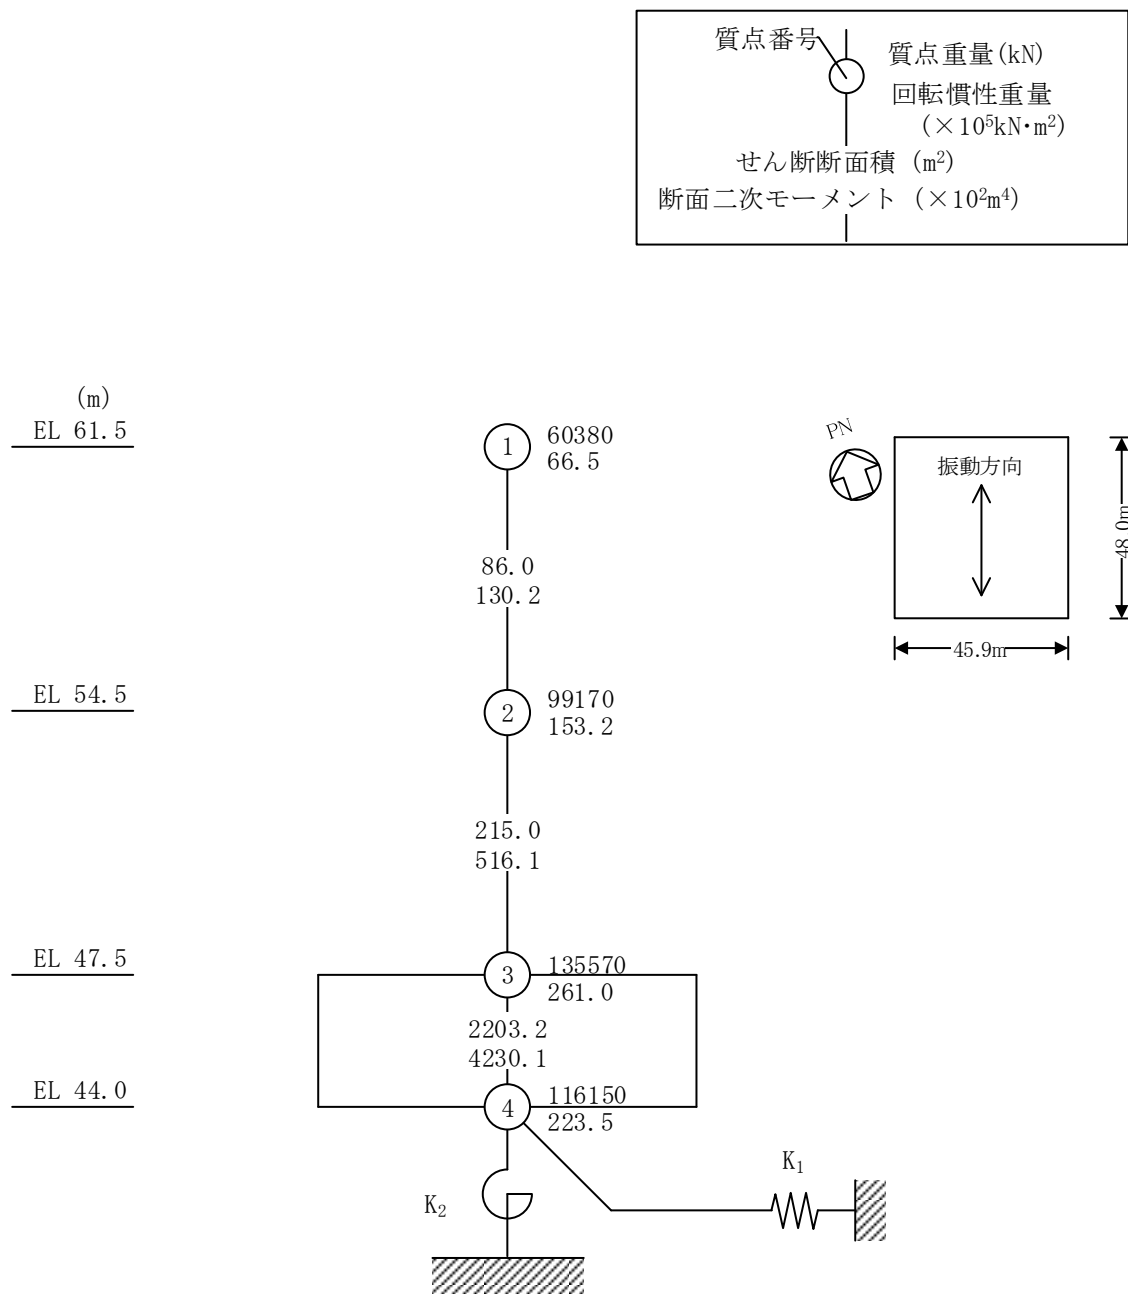 質点番号
質点重量(kN)
回転慣性重量
(×10⁵kN・m²)
せん断断面積 (m²)
断面二次モーメント (×10²m⁴)
(m)
EL 61.5
1
60380
66.5
86.0
130.2
PN
振動方向
48.0m
45.9m
EL 54.5
2
99170
153.2
215.0
516.1
EL 47.5
3
135570
261.0
2203.2
4230.1
EL 44.0
4
116150
223.5
K₁
K₂